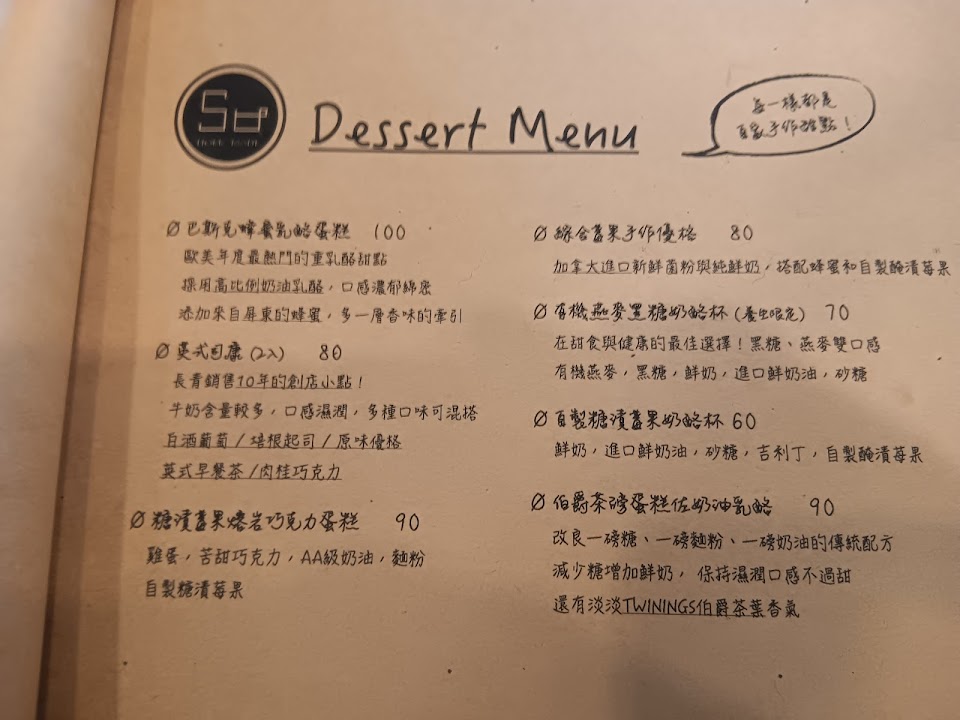 Dessert Menu
每一樣都是
自家手作甜點！
Ø 巴斯克蜂蜜乳酪蛋糕 100
歐美年度最熱門的重乳酪甜點
採用高比例奶油乳酪，口感濃郁綿密
添加來自屏東的蜂蜜，多一層香味的牽引
Ø 英式司康 (2入) 80
長青銷售10年的創店小點！
牛奶含量較多，口感濕潤，多種口味可混搭
白酒葡萄 / 培根起司 / 原味優格
英式早餐茶 / 肉桂巧克力
Ø 糖漬莓果熔岩巧克力蛋糕 90
雞蛋，苦甜巧克力，AA級奶油，麵粉
自製糖漬莓果
Ø 綜合莓果手作優格 80
加拿大進口新鮮菌粉與純鮮奶，搭配蜂蜜和自製醃漬莓果
Ø 有機燕麥黑糖奶酪杯 (養生限定) 70
在甜食與健康的最佳選擇！黑糖、燕麥雙口感
有機燕麥，黑糖，鮮奶，進口鮮奶油，砂糖
Ø 自製糖漬莓果奶酪杯 60
鮮奶，進口鮮奶油，砂糖，吉利丁，自製醃漬莓果
Ø 伯爵茶磅蛋糕佐奶油乳酪 90
改良一磅糖、一磅麵粉、一磅奶油的傳統配方
減少糖增加鮮奶，保持濕潤口感不過甜
還有淡淡TWININGS伯爵茶葉香氣